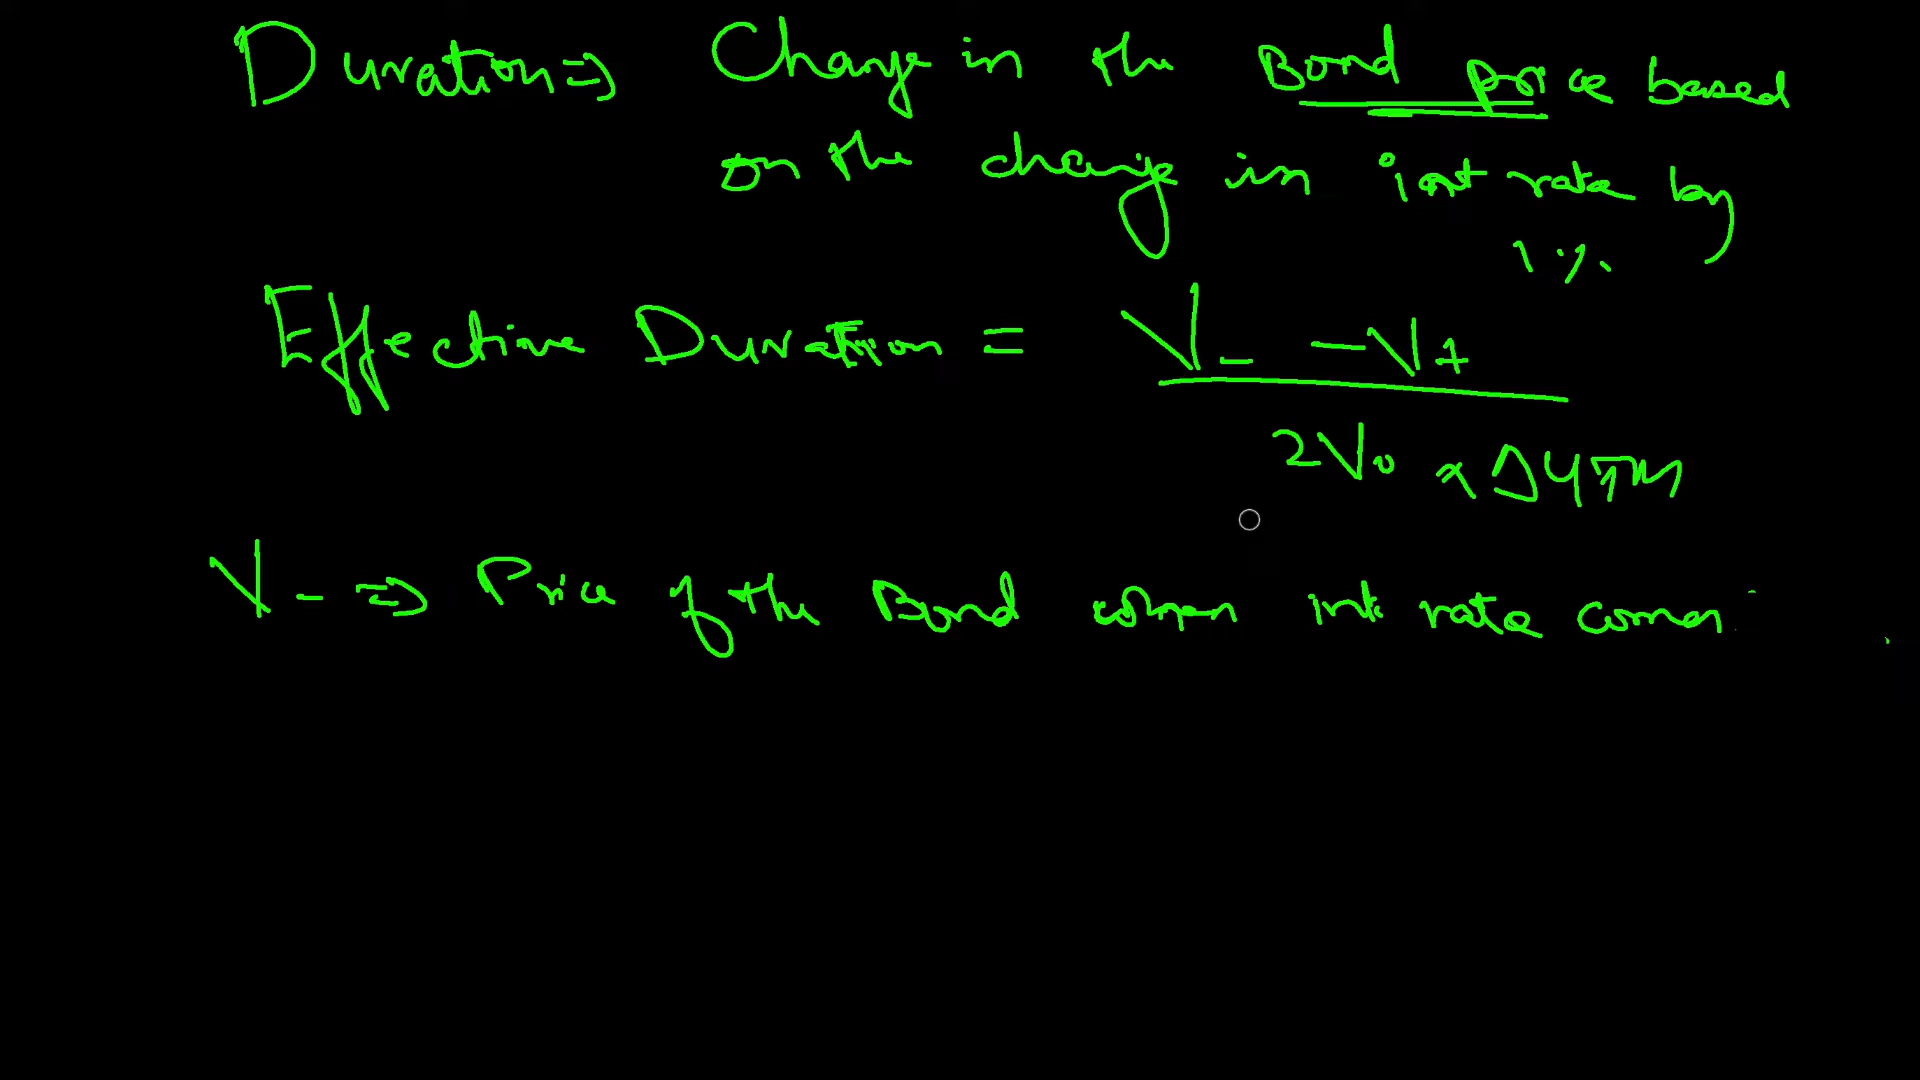 Duration ⇒ Change in the Bond price based
on the change in int rate by
1%
Effective Duration = V₋ - V₊
2V₀ x ΔYTM
V₋ ⇒ Price of the Bond when int rate comes